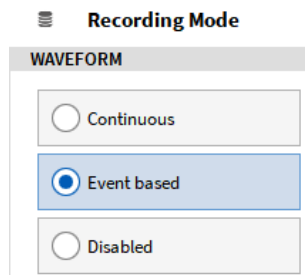 Recording Mode
WAVEFORM
Continuous
Event based
Disabled